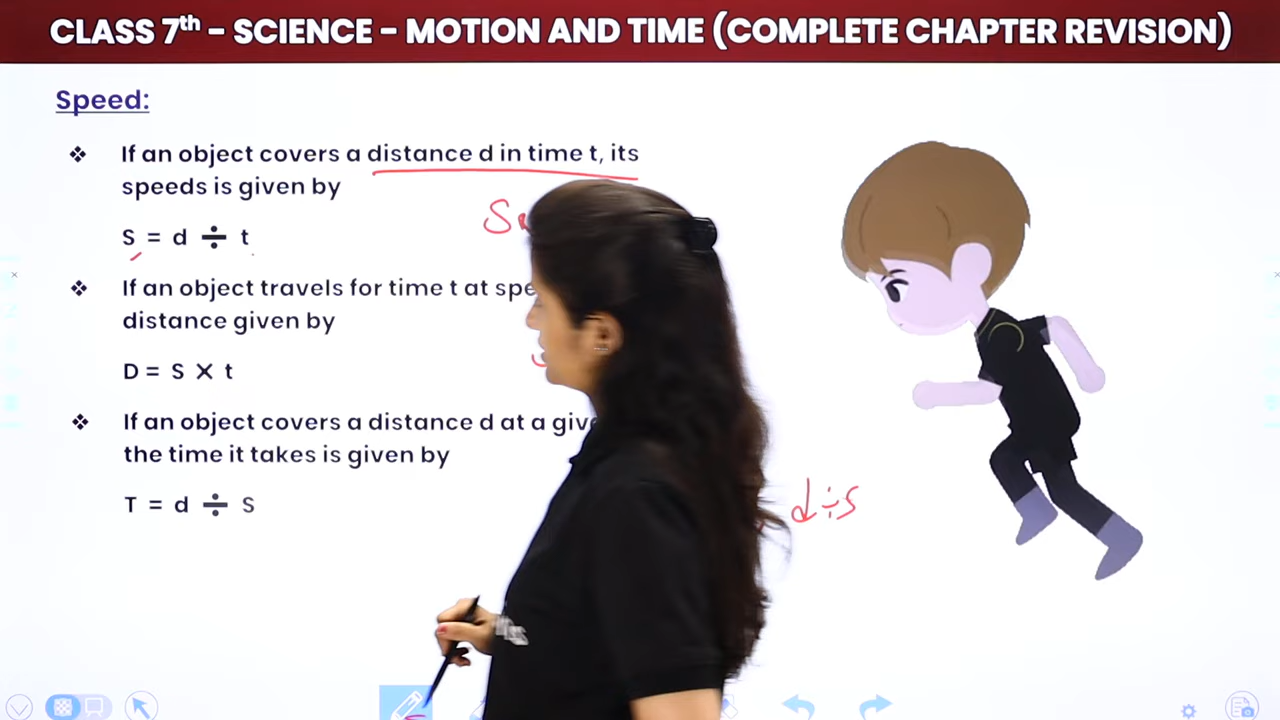 CLASS 7th – SCIENCE – MOTION AND TIME (COMPLETE CHAPTER REVISION)
Speed:
❖ If an object covers a distance d in time t, its
speeds is given by
S = d ÷ t
❖ If an object travels for time t at
distance given by
D = S × t
❖ If an object covers a distance d at a
the time it takes is given by
d÷s
T = d ÷ S